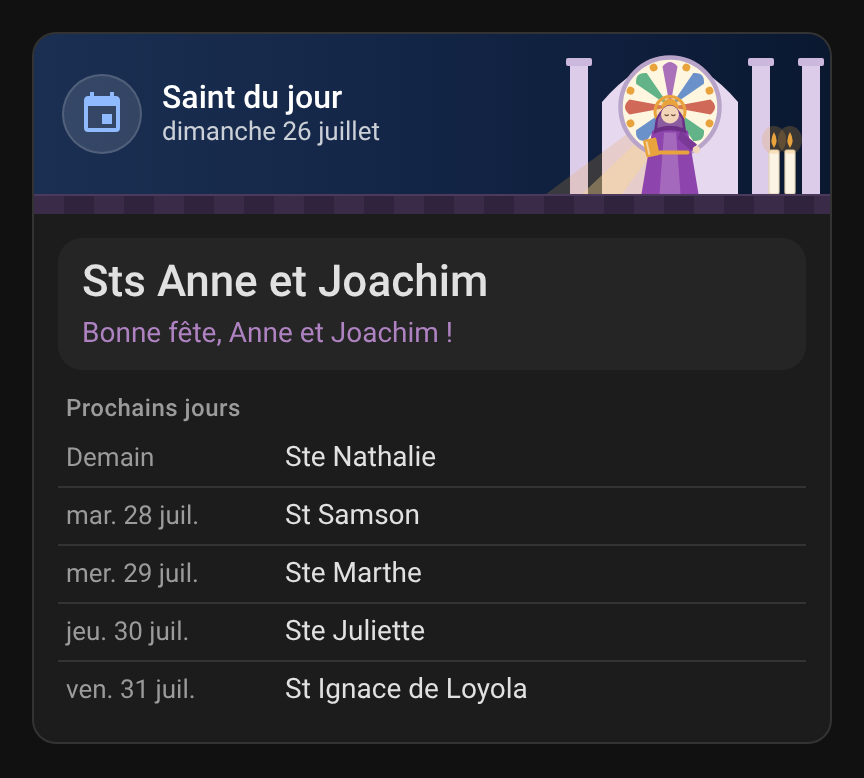 Saint du jour
dimanche 26 juillet
Sts Anne et Joachim
Bonne fête, Anne et Joachim !
Prochains jours
Demain Ste Nathalie
mar. 28 juil. St Samson
mer. 29 juil. Ste Marthe
jeu. 30 juil. Ste Juliette
ven. 31 juil. St Ignace de Loyola